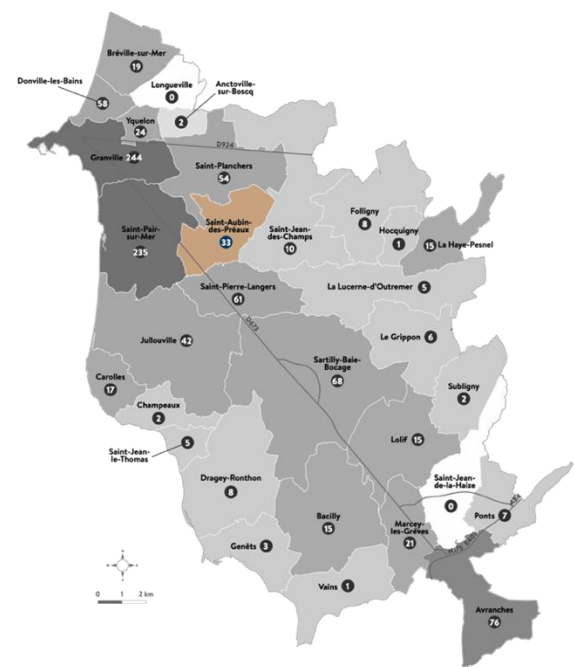 Bréville-sur-Mer
19
Donville-les-Bains
58
Longueville
0
Anctoville-
sur-Boscq
2
Yquelon
24
D924
Granville 244
Saint-Planchers
54
Saint-Aubin-
des-Préaux
33
Saint-Pair-
sur-Mer
235
Saint-Jean-
des-Champs
10
Folligny
8
Hocquigny
1
15 La Haye-Pesnel
Saint-Pierre-Langers
61
La Lucerne-d'Outremer 5
D973
Jullouville 42
Le Grippon 6
Sartilly-Baie-
Bocage
68
Carolles
17
Champeaux
2
Subligny
2
Saint-Jean-
le-Thomas
5
Lolif 15
Dragey-Ronthon
8
Saint-Jean-
de-la-Haize
0
Ponts 7
A84
Bacilly
15
Marcey-
les-Grèves
21
Genêts 3
Vains 1
0 1 2 km
Avranches
76